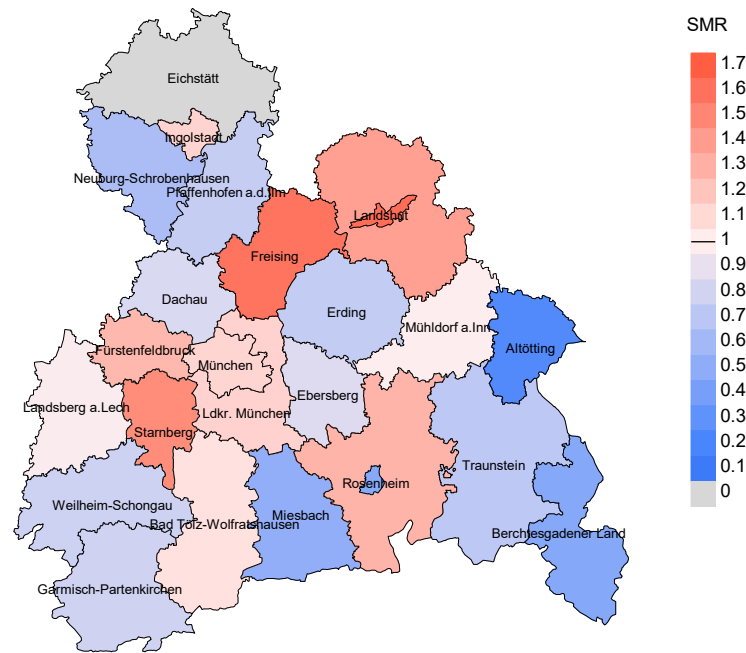 SMR
1.7
1.6
1.5
1.4
1.3
1.2
1.1
1
0.9
0.8
0.7
0.6
0.5
0.4
0.3
0.2
0.1
0
Eichstätt
Ingolstadt
Neuburg-Schrobenhausen
Pfaffenhofen a.d.Ilm
Landshut
Freising
Dachau
Erding
Mühldorf a.Inn
Altötting
Fürstenfeldbruck
München
Ebersberg
Landsberg a.Lech
Ldkr. München
Starnberg
Traunstein
Rosenheim
Weilheim-Schongau
Miesbach
Bad Tölz-Wolfratshausen
Berchtesgadener Land
Garmisch-Partenkirchen